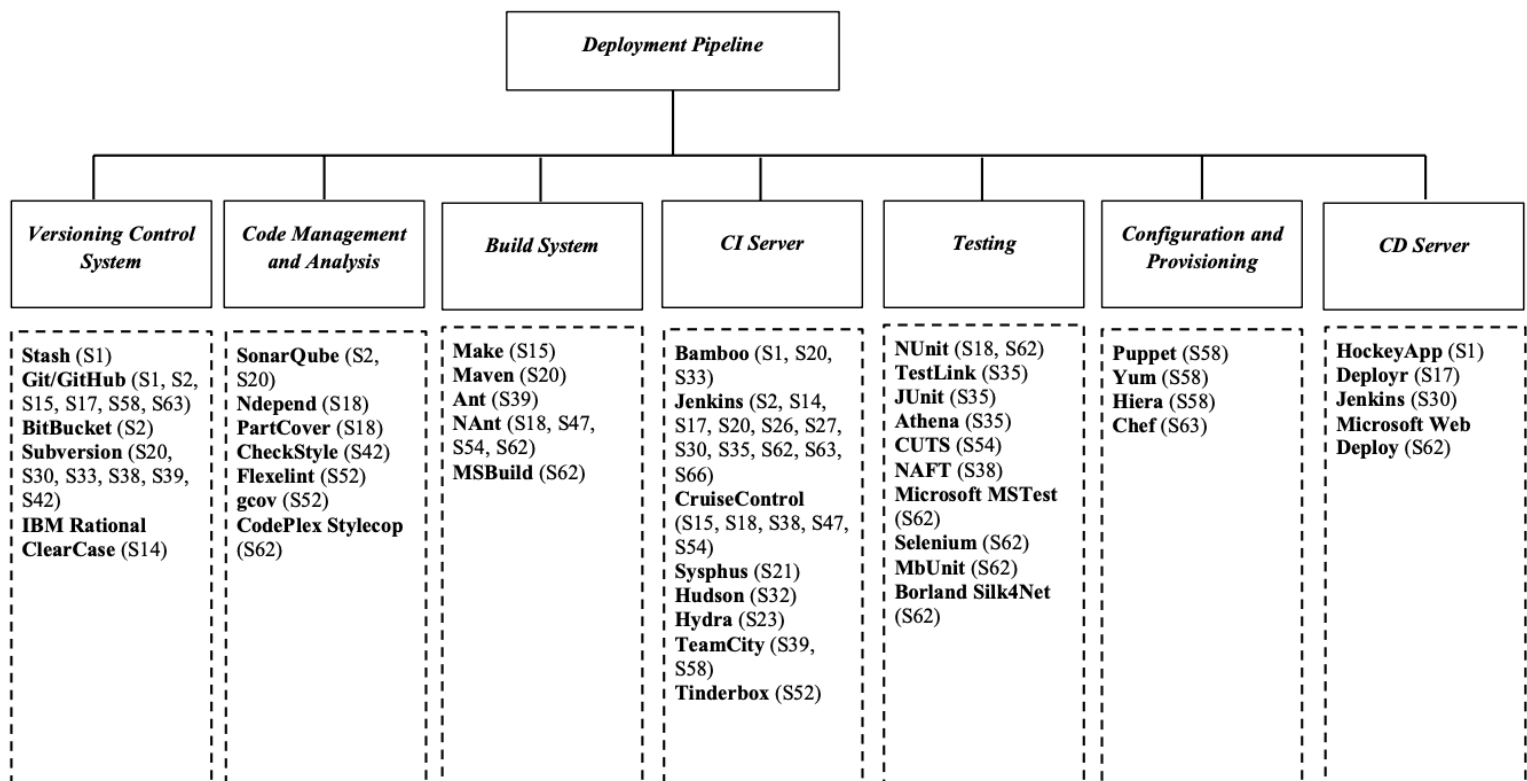 Deployment Pipeline
Versioning Control
System
Code Management
and Analysis
Build System
CI Server
Testing
Configuration and
Provisioning
CD Server
Stash (S1)
Git/GitHub (S1, S2,
S15, S17, S58, S63)
BitBucket (S2)
Subversion (S20,
S30, S33, S38, S39,
S42)
IBM Rational
ClearCase (S14)
SonarQube (S2,
S20)
Ndepend (S18)
PartCover (S18)
CheckStyle (S42)
Flexelint (S52)
gcov (S52)
CodePlex Stylecop
(S62)
Make (S15)
Maven (S20)
Ant (S39)
NAnt (S18, S47,
S54, S62)
MSBuild (S62)
Bamboo (S1, S20,
S33)
Jenkins (S2, S14,
S17, S20, S26, S27,
S30, S35, S62, S63,
S66)
CruiseControl
(S15, S18, S38, S47,
S54)
Sysphus (S21)
Hudson (S32)
Hydra (S23)
TeamCity (S39,
S58)
Tinderbox (S52)
NUnit (S18, S62)
TestLink (S35)
JUnit (S35)
Athena (S35)
CUTS (S54)
NAFT (S38)
Microsoft MSTest
(S62)
Selenium (S62)
MbUnit (S62)
Borland Silk4Net
(S62)
Puppet (S58)
Yum (S58)
Hiera (S58)
Chef (S63)
HockeyApp (S1)
Deployr (S17)
Jenkins (S30)
Microsoft Web
Deploy (S62)